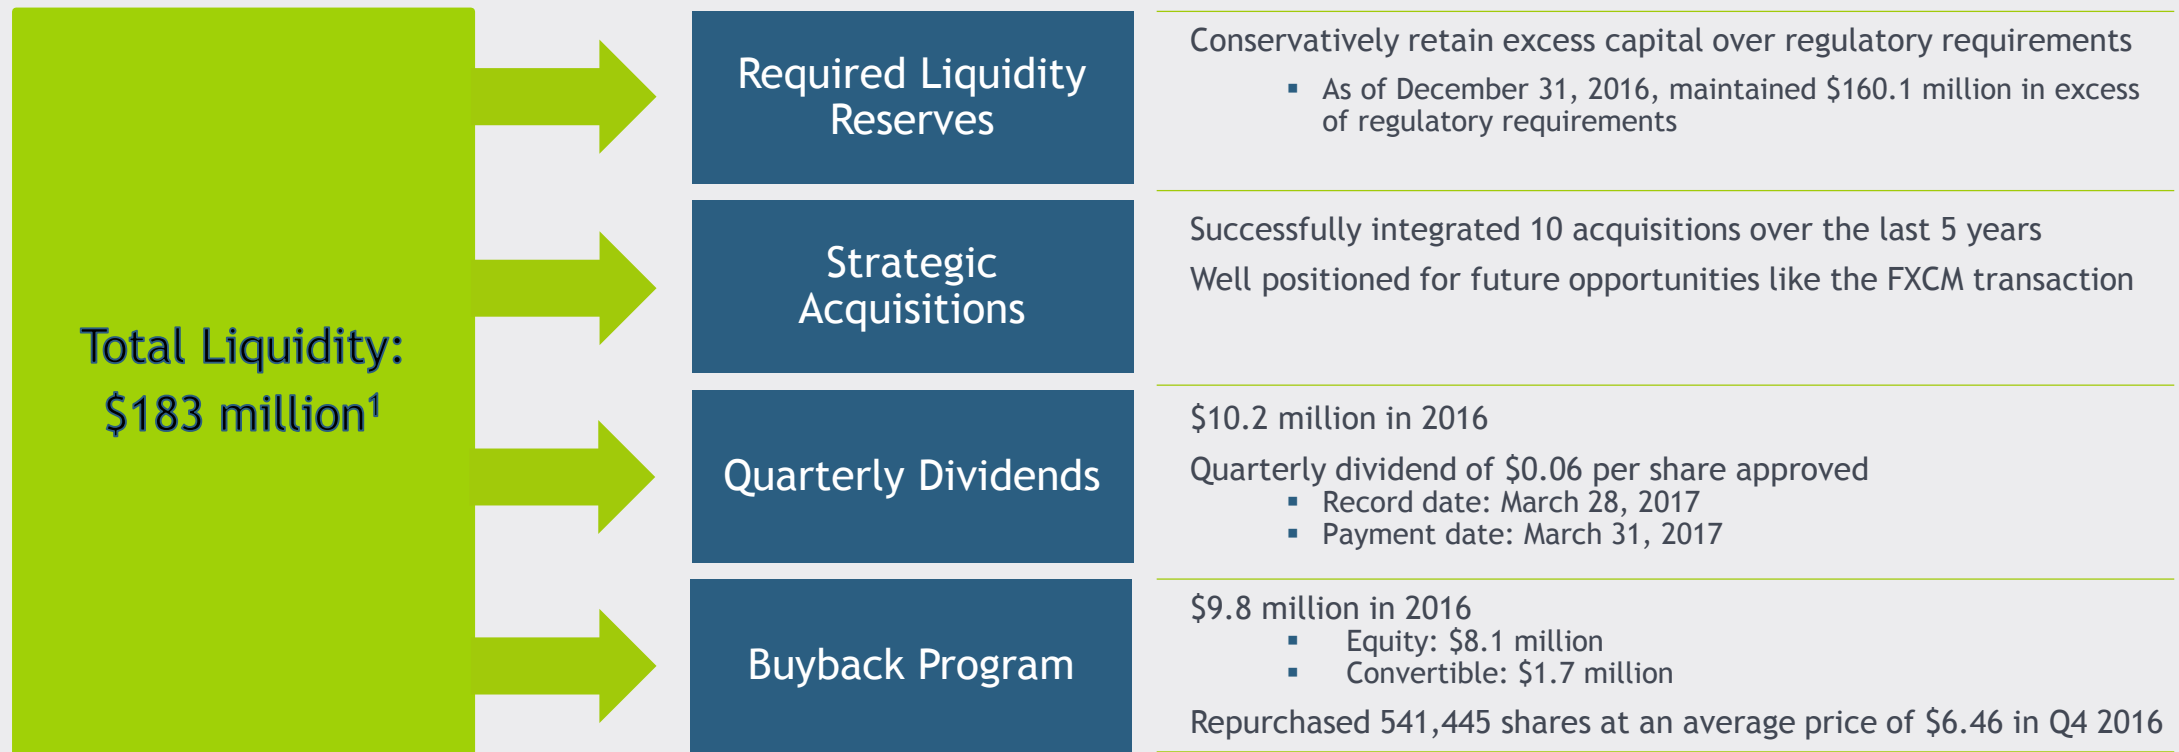 Total Liquidity:
$183 million¹
Required Liquidity
Reserves
Conservatively retain excess capital over regulatory requirements
▪ As of December 31, 2016, maintained $160.1 million in excess
of regulatory requirements
Strategic
Acquisitions
Successfully integrated 10 acquisitions over the last 5 years
Well positioned for future opportunities like the FXCM transaction
Quarterly Dividends
$10.2 million in 2016
Quarterly dividend of $0.06 per share approved
▪ Record date: March 28, 2017
▪ Payment date: March 31, 2017
Buyback Program
$9.8 million in 2016
▪ Equity: $8.1 million
▪ Convertible: $1.7 million
Repurchased 541,445 shares at an average price of $6.46 in Q4 2016